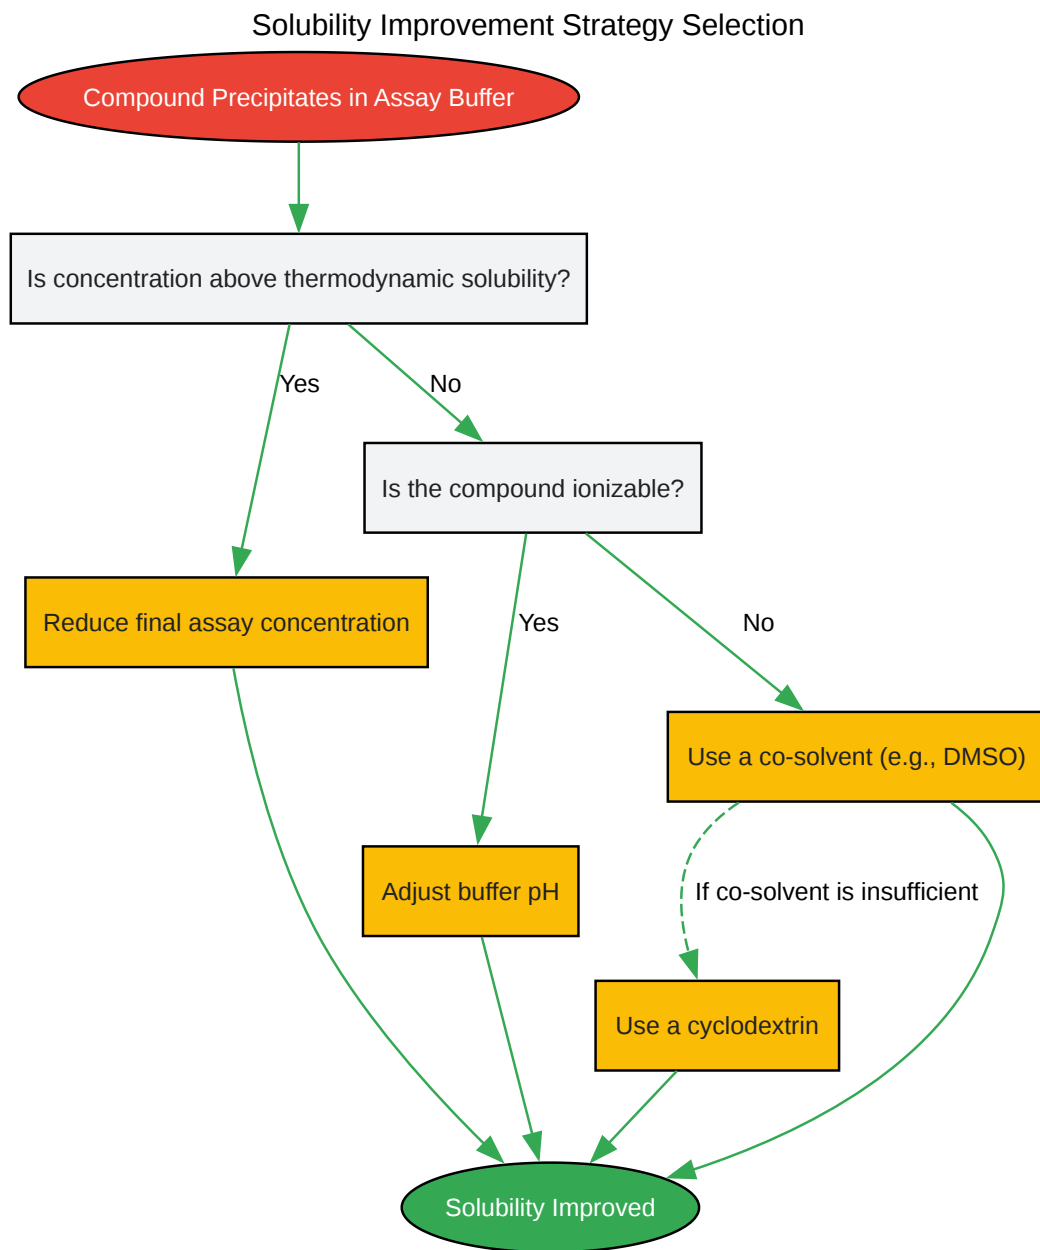 Solubility Improvement Strategy Selection
Compound Precipitates in Assay Buffer
Is concentration above thermodynamic solubility?
Yes
No
Is the compound ionizable?
Reduce final assay concentration
Yes
No
Use a co-solvent (e.g., DMSO)
Adjust buffer pH
If co-solvent is insufficient
Use a cyclodextrin
Solubility Improved